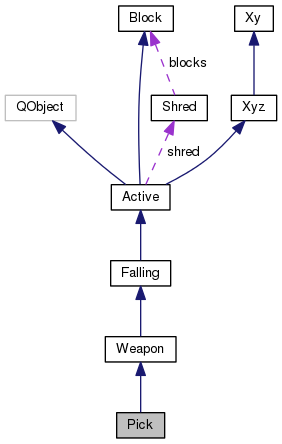 Block
Xy
blocks
QObject
Shred
Xyz
shred
Active
Falling
Weapon
Pick